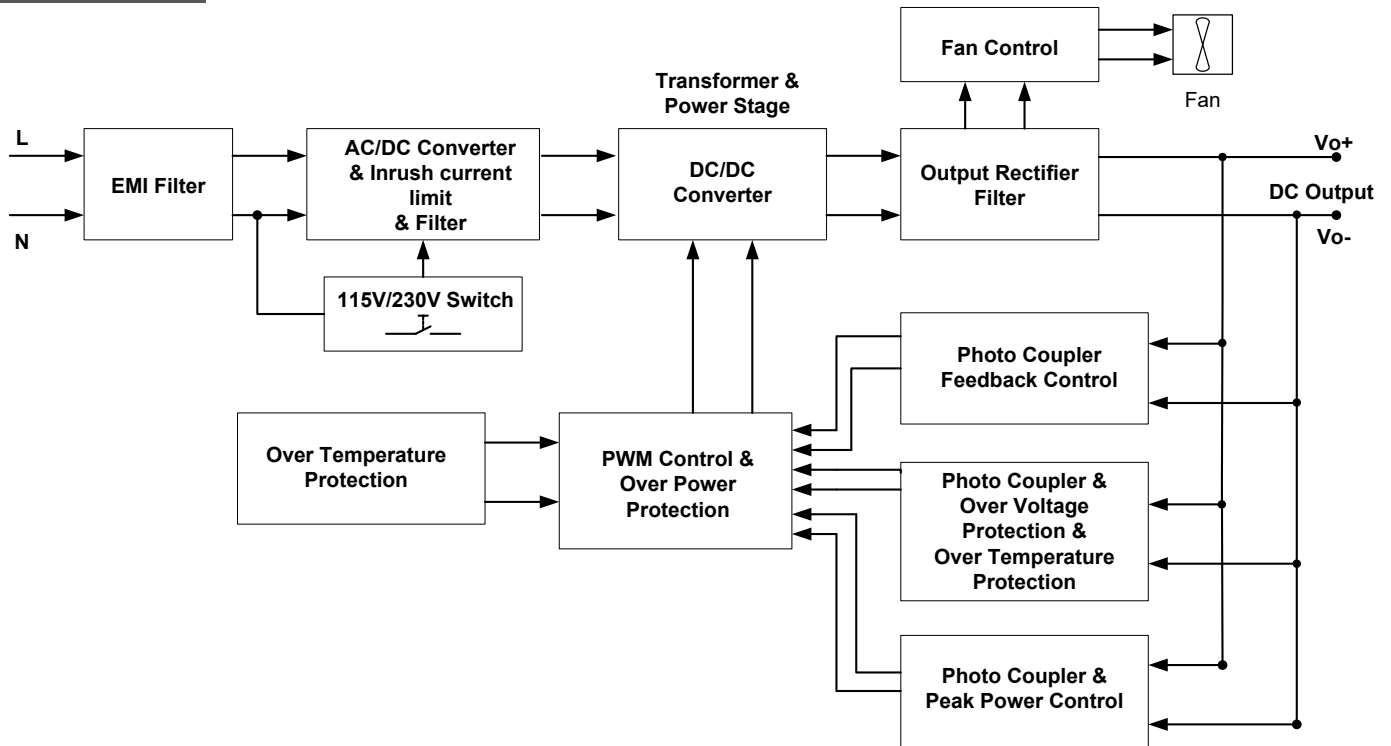 Fan Control
Fan
Transformer &
Power Stage
L
N
EMI Filter
AC/DC Converter
& Inrush current
limit
& Filter
DC/DC
Converter
Output Rectifier
Filter
Vo+
DC Output
Vo-
115V/230V Switch
Photo Coupler
Feedback Control
Over Temperature
Protection
PWM Control &
Over Power
Protection
Photo Coupler &
Over Voltage
Protection &
Over Temperature
Protection
Photo Coupler &
Peak Power Control